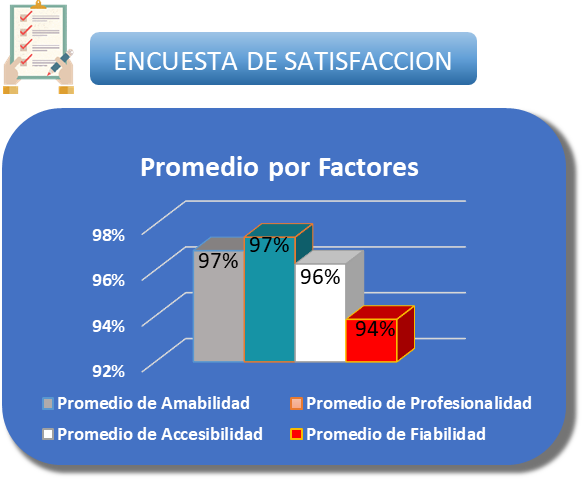 ENCUESTA DE SATISFACCION
Promedio por Factores
98%
96%
94%
92%
97%
97%
96%
94%
Promedio de Amabilidad
Promedio de Profesionalidad
Promedio de Accesibilidad
Promedio de Fiabilidad